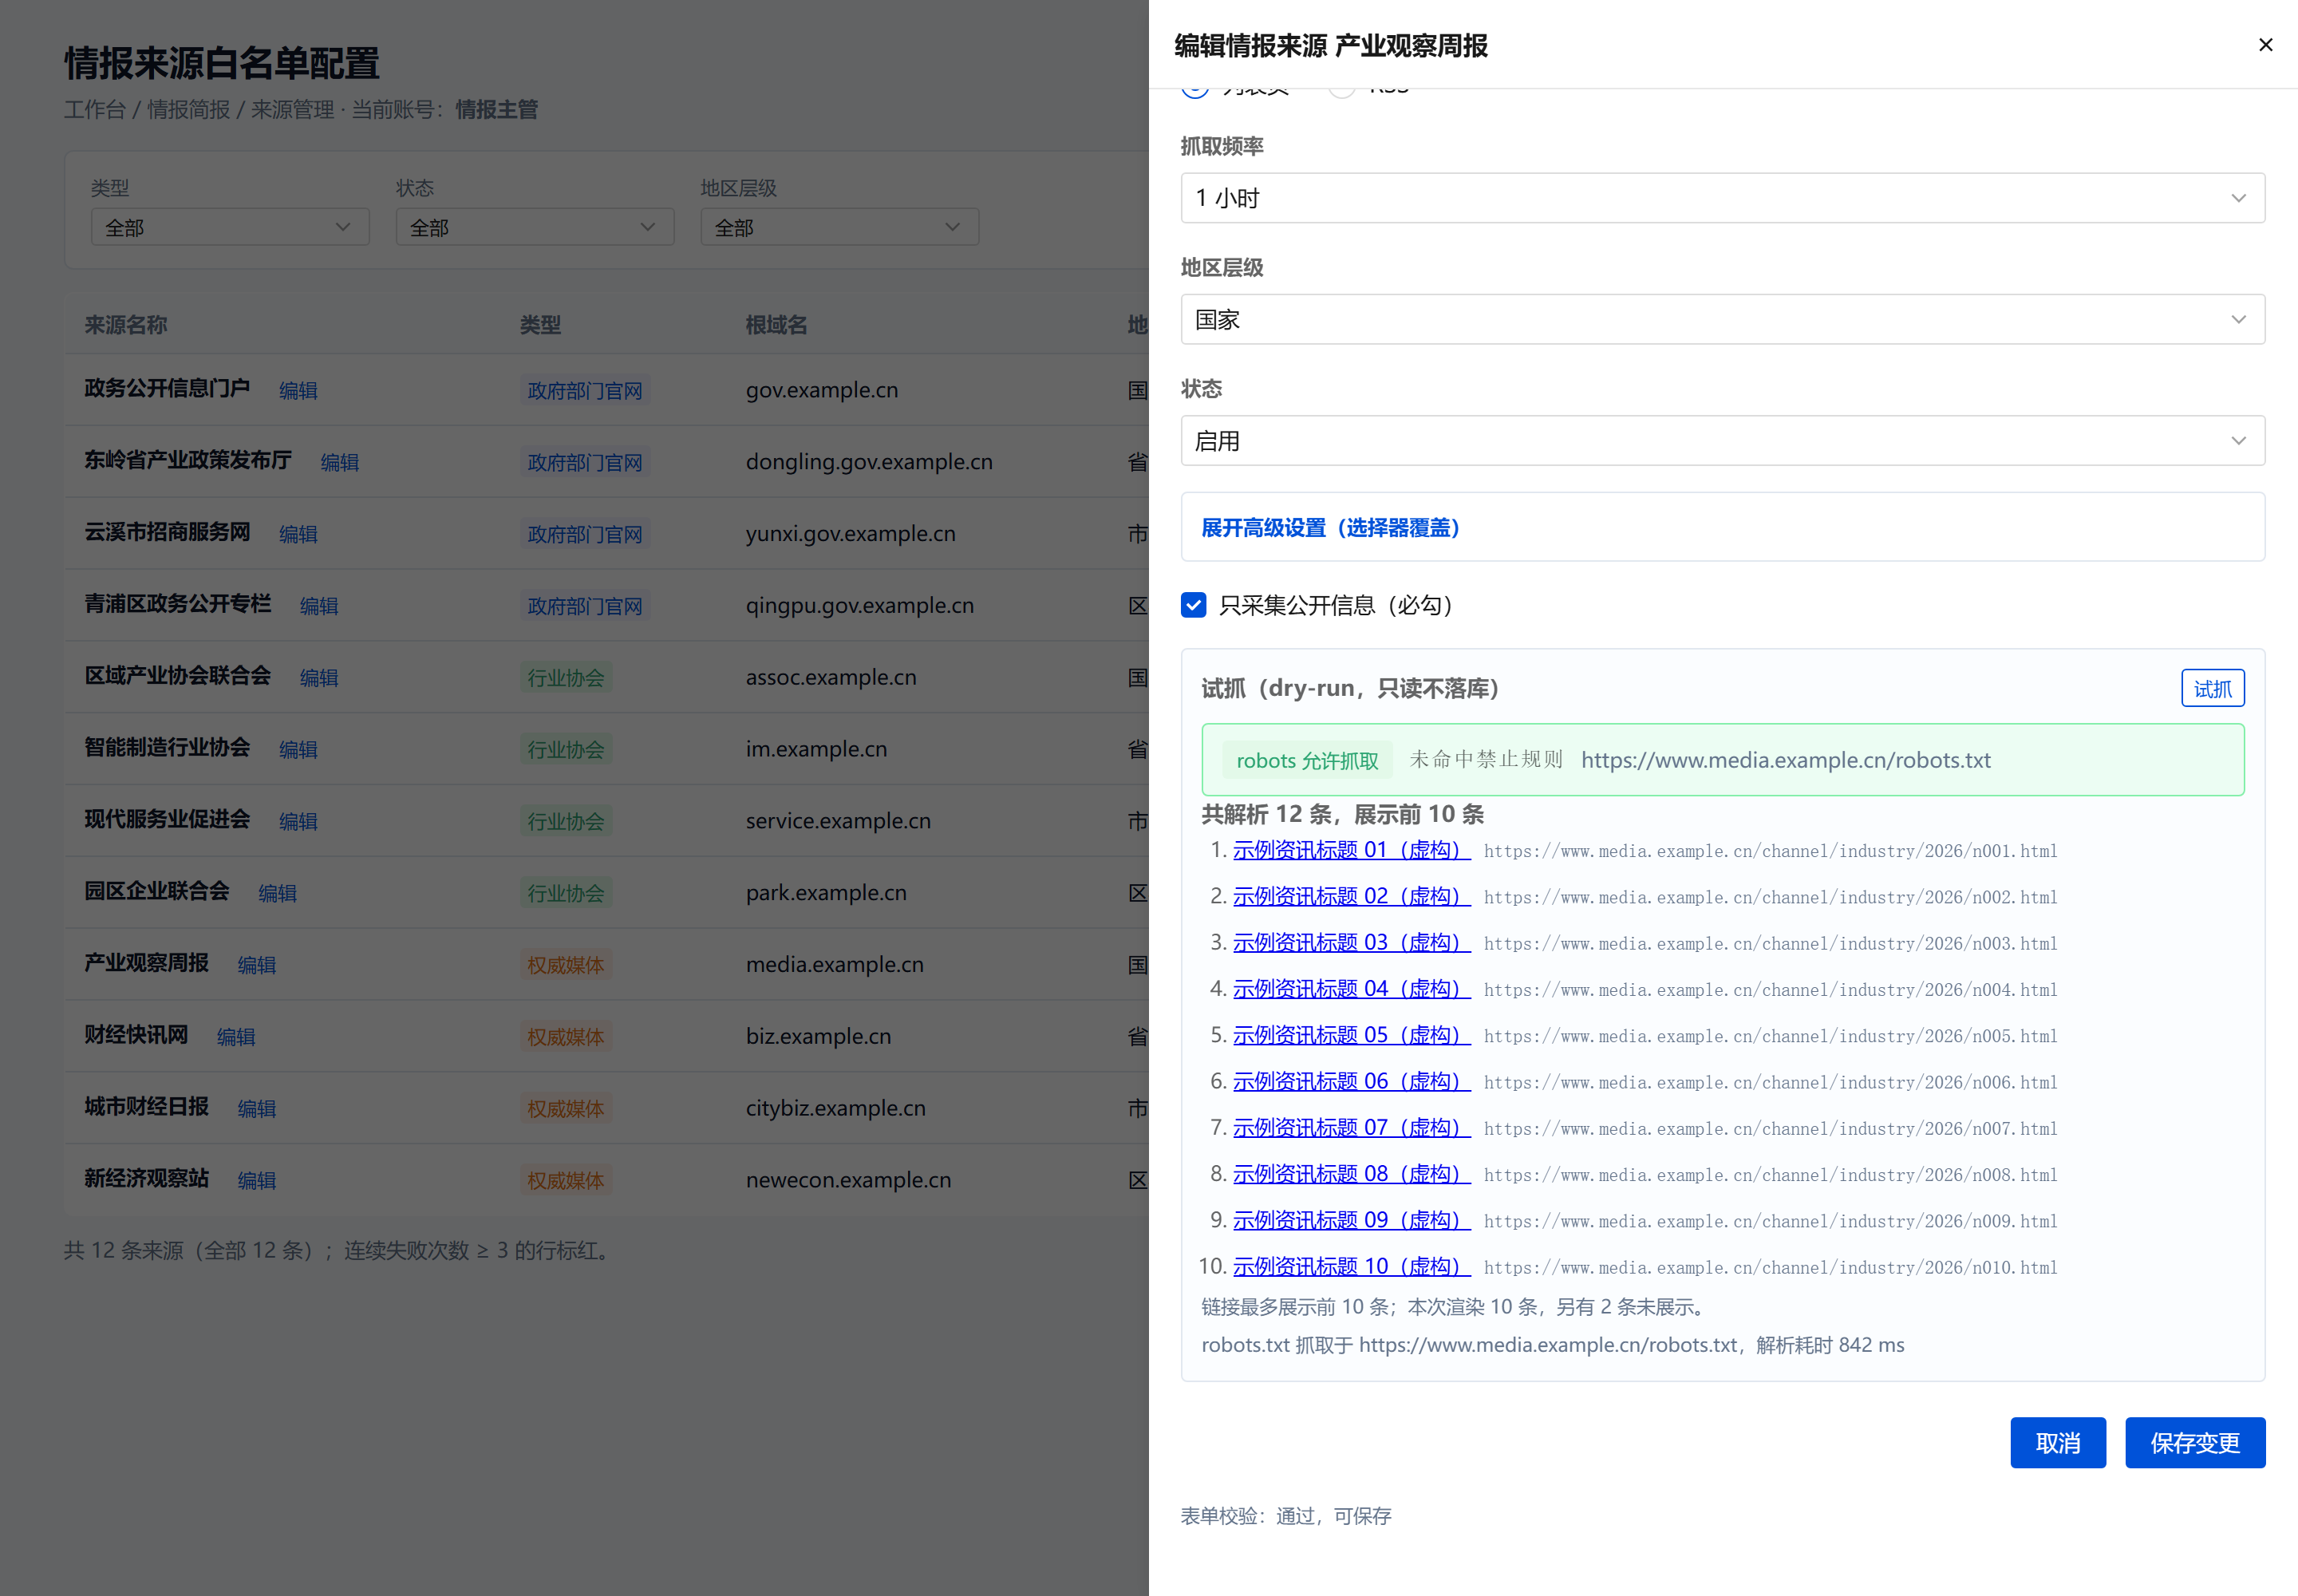 情报来源白名单配置
工作台 / 情报简报 / 来源管理 · 当前账号：情报主管
类型
状态
地区层级
全部
全部
全部
来源名称
类型
根域名
地
政务公开信息门户 编辑 政府部门官网 gov.example.cn 国
东岭省产业政策发布厅 编辑 政府部门官网 dongling.gov.example.cn 省
云溪市招商服务网 编辑 政府部门官网 yunxi.gov.example.cn 市
青浦区政务公开专栏 编辑 政府部门官网 qingpu.gov.example.cn 区
区域产业协会联合会 编辑 行业协会 assoc.example.cn 国
智能制造行业协会 编辑 行业协会 im.example.cn 省
现代服务业促进会 编辑 行业协会 service.example.cn 市
园区企业联合会 编辑 行业协会 park.example.cn 区
产业观察周报 编辑 权威媒体 media.example.cn 国
财经快讯网 编辑 权威媒体 biz.example.cn 省
城市财经日报 编辑 权威媒体 citybiz.example.cn 市
新经济观察站 编辑 权威媒体 newecon.example.cn 区
共 12 条来源（全部 12 条）；连续失败次数 ≥ 3 的行标红。
编辑情报来源 产业观察周报
列表页 RSS
抓取频率
1 小时
地区层级
国家
状态
启用
展开高级设置（选择器覆盖）
只采集公开信息（必勾）
试抓（dry-run，只读不落库）
试抓
robots 允许抓取 未命中禁止规则 https://www.media.example.cn/robots.txt
共解析 12 条，展示前 10 条
1. 示例资讯标题 01（虚构） https://www.media.example.cn/channel/industry/2026/n001.html
2. 示例资讯标题 02（虚构） https://www.media.example.cn/channel/industry/2026/n002.html
3. 示例资讯标题 03（虚构） https://www.media.example.cn/channel/industry/2026/n003.html
4. 示例资讯标题 04（虚构） https://www.media.example.cn/channel/industry/2026/n004.html
5. 示例资讯标题 05（虚构） https://www.media.example.cn/channel/industry/2026/n005.html
6. 示例资讯标题 06（虚构） https://www.media.example.cn/channel/industry/2026/n006.html
7. 示例资讯标题 07（虚构） https://www.media.example.cn/channel/industry/2026/n007.html
8. 示例资讯标题 08（虚构） https://www.media.example.cn/channel/industry/2026/n008.html
9. 示例资讯标题 09（虚构） https://www.media.example.cn/channel/industry/2026/n009.html
10. 示例资讯标题 10（虚构） https://www.media.example.cn/channel/industry/2026/n010.html
链接最多展示前 10 条；本次渲染 10 条，另有 2 条未展示。
robots.txt 抓取于 https://www.media.example.cn/robots.txt，解析耗时 842 ms
取消
保存变更
表单校验：通过，可保存